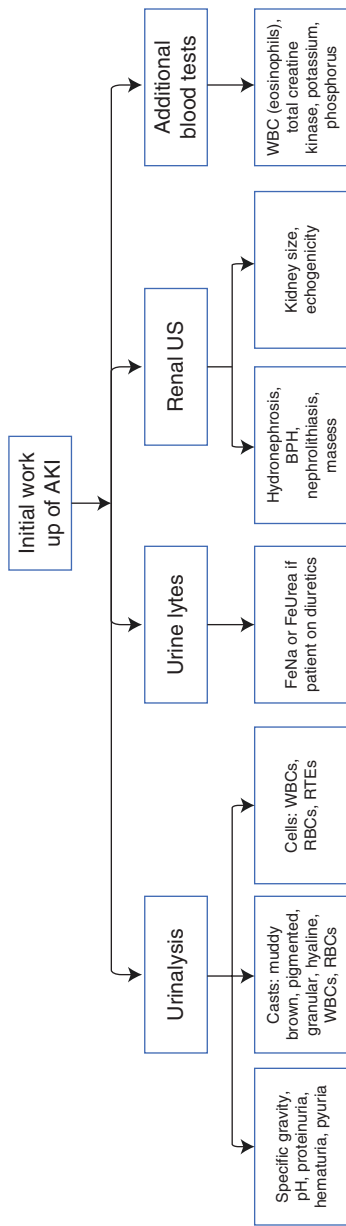 Initial work
up of AKI
Urinalysis
Urine lytes
Renal US
Additional
blood tests
Specific gravity,
pH, proteinuria,
hematuria, pyuria
Casts: muddy
brown, pigmented,
granular, hyaline,
WBCs, RBCs
Cells: WBCs,
RBCs, RTEs
FeNa or FeUrea if
patient on diuretics
Hydronephrosis,
BPH,
nephrolithiasis,
masess
Kidney size,
echogenicity
WBC (eosinophils),
total creatine
kinase, potassium,
phosphorus